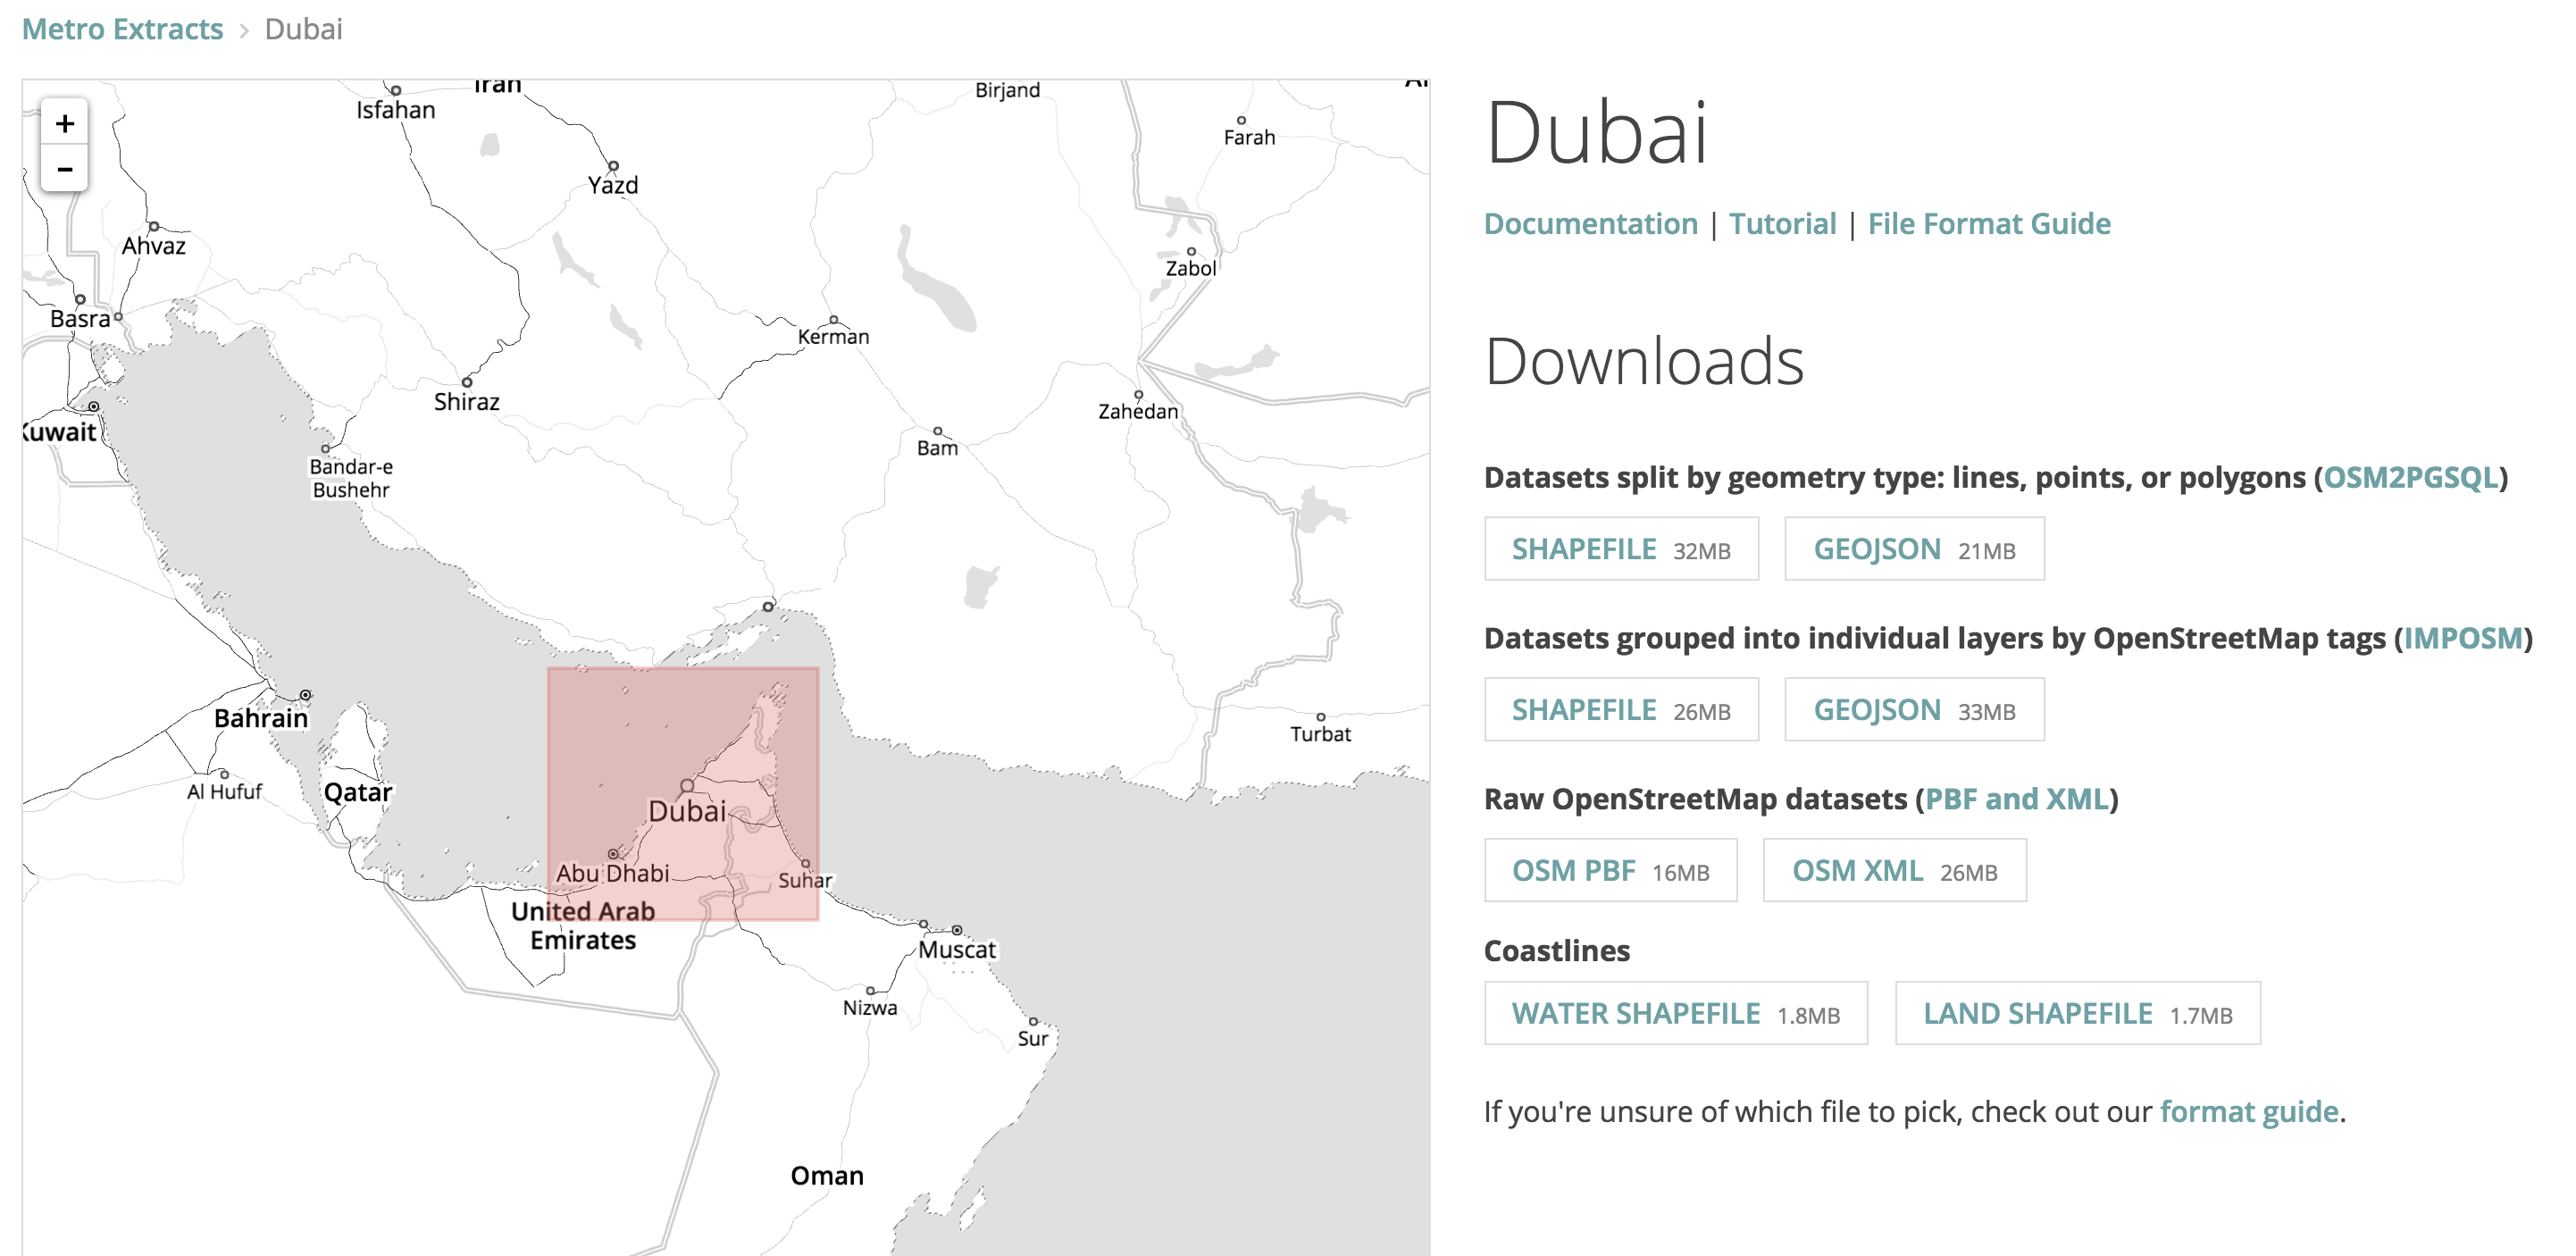 Metro Extracts > Dubai
+
-
Iran
Isfahan
Birjand
Farah
Yazd
Ahvaz
Zabol
Basra
Kerman
Shiraz
Zahedan
Kuwait
Bam
Bandar-e
Bushehr
Bahrain
Turbat
Al Hufuf
Qatar
Dubai
Abu Dhabi
Suhar
United Arab
Emirates
Muscat
Nizwa
Sur
Oman
Dubai
Documentation | Tutorial | File Format Guide
Downloads
Datasets split by geometry type: lines, points, or polygons (OSM2PGSQL)
SHAPEFILE 32MB GEOJSON 21MB
Datasets grouped into individual layers by OpenStreetMap tags (IMPOSM)
SHAPEFILE 26MB GEOJSON 33MB
Raw OpenStreetMap datasets (PBF and XML)
OSM PBF 16MB OSM XML 26MB
Coastlines
WATER SHAPEFILE 1.8MB LAND SHAPEFILE 1.7MB
If you're unsure of which file to pick, check out our format guide.